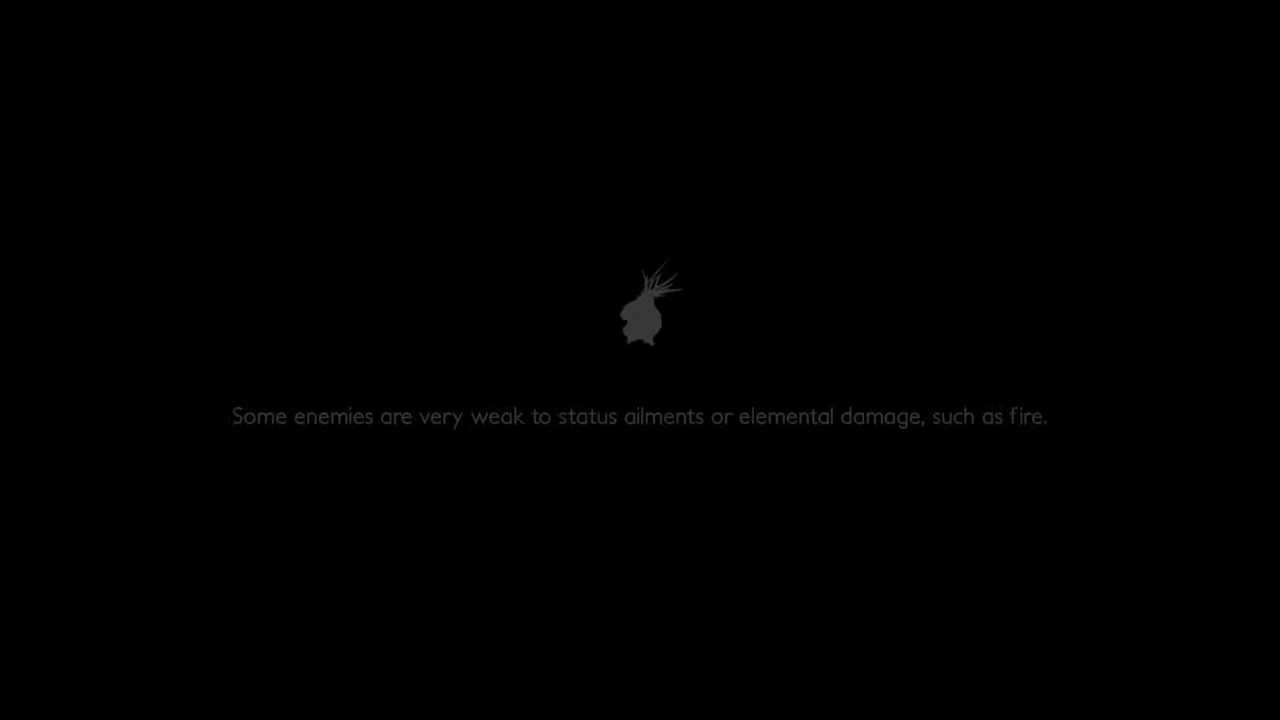 Some enemies are very weak to status ailments or elemental damage, such as fire.